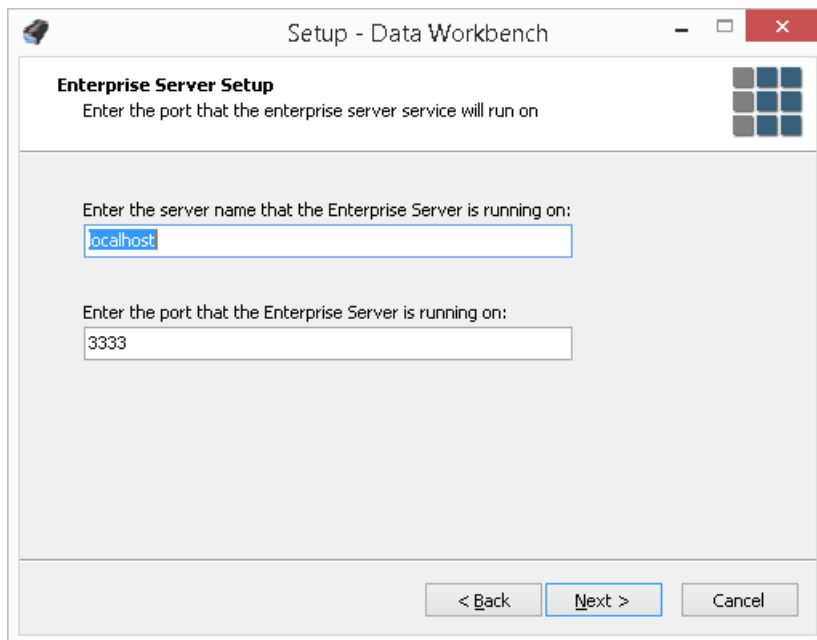 Setup - Data Workbench
Enterprise Server Setup
Enter the port that the enterprise server service will run on
Enter the server name that the Enterprise Server is running on:
localhost
Enter the port that the Enterprise Server is running on:
3333
< Back
Next >
Cancel